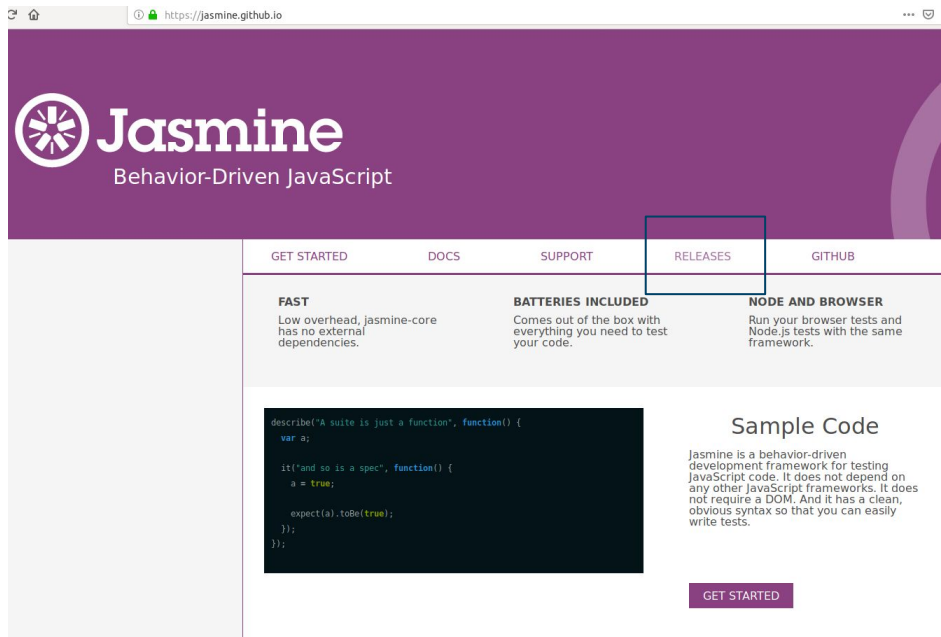 https://jasmine.github.io
Jasmine
Behavior-Driven JavaScript
GET STARTED DOCS SUPPORT RELEASES GITHUB
FAST
Low overhead, jasmine-core
has no external
dependencies.
BATTERIES INCLUDED
Comes out of the box with
everything you need to test
your code.
NODE AND BROWSER
Run your browser tests and
Node.js tests with the same
framework.
describe("A suite is just a function", function() {
  var a;
  it("and so is a spec", function() {
    a = true;
    expect(a).toBe(true);
  });
});
Sample Code
Jasmine is a behavior-driven
development framework for testing
JavaScript code. It does not depend on
any other JavaScript frameworks. It does
not require a DOM. And it has a clean,
obvious syntax so that you can easily
write tests.
GET STARTED